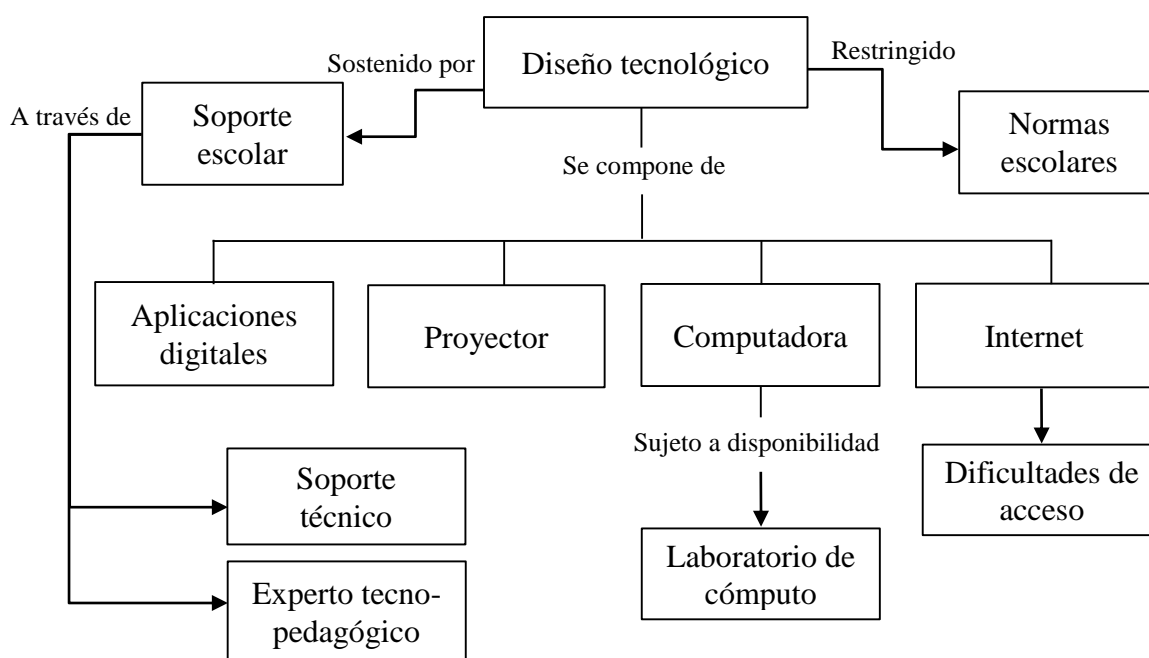 Diseño tecnológico
Sostenido por
Restringido
A través de
Soporte
escolar
Normas
escolares
Se compone de
Aplicaciones
digitales
Proyector
Computadora
Internet
Sujeto a disponibilidad
Dificultades de
acceso
Soporte
técnico
Laboratorio de
cómputo
Experto tecno-
pedagógico